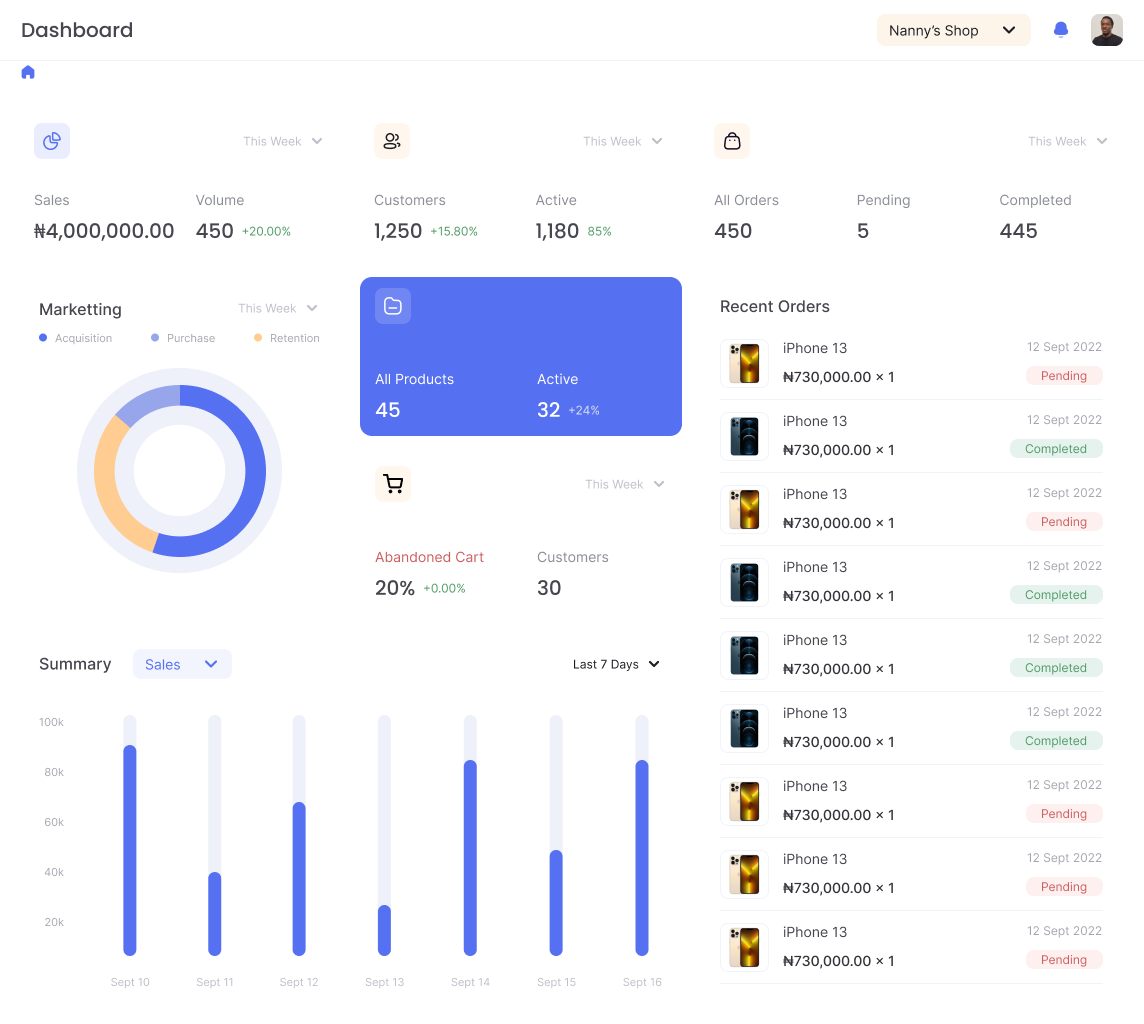 Dashboard
Nanny's Shop
This Week
This Week
This Week
Sales
Volume
₦4,000,000.00
450 +20.00%
Customers
Active
1,250 +15.80%
1,180 85%
All Orders
Pending
Completed
450
5
445
Marketting
This Week
Acquisition
Purchase
Retention
All Products
Active
45
32 +24%
This Week
Abandoned Cart
Customers
20% +0.00%
30
Summary
Sales
Last 7 Days
100k
80k
60k
40k
20k
Sept 10
Sept 11
Sept 12
Sept 13
Sept 14
Sept 15
Sept 16
Recent Orders
iPhone 13
12 Sept 2022
₦730,000.00 × 1
Pending
iPhone 13
12 Sept 2022
₦730,000.00 × 1
Completed
iPhone 13
12 Sept 2022
₦730,000.00 × 1
Pending
iPhone 13
12 Sept 2022
₦730,000.00 × 1
Completed
iPhone 13
12 Sept 2022
₦730,000.00 × 1
Completed
iPhone 13
12 Sept 2022
₦730,000.00 × 1
Completed
iPhone 13
12 Sept 2022
₦730,000.00 × 1
Pending
iPhone 13
12 Sept 2022
₦730,000.00 × 1
Pending
iPhone 13
12 Sept 2022
₦730,000.00 × 1
Pending